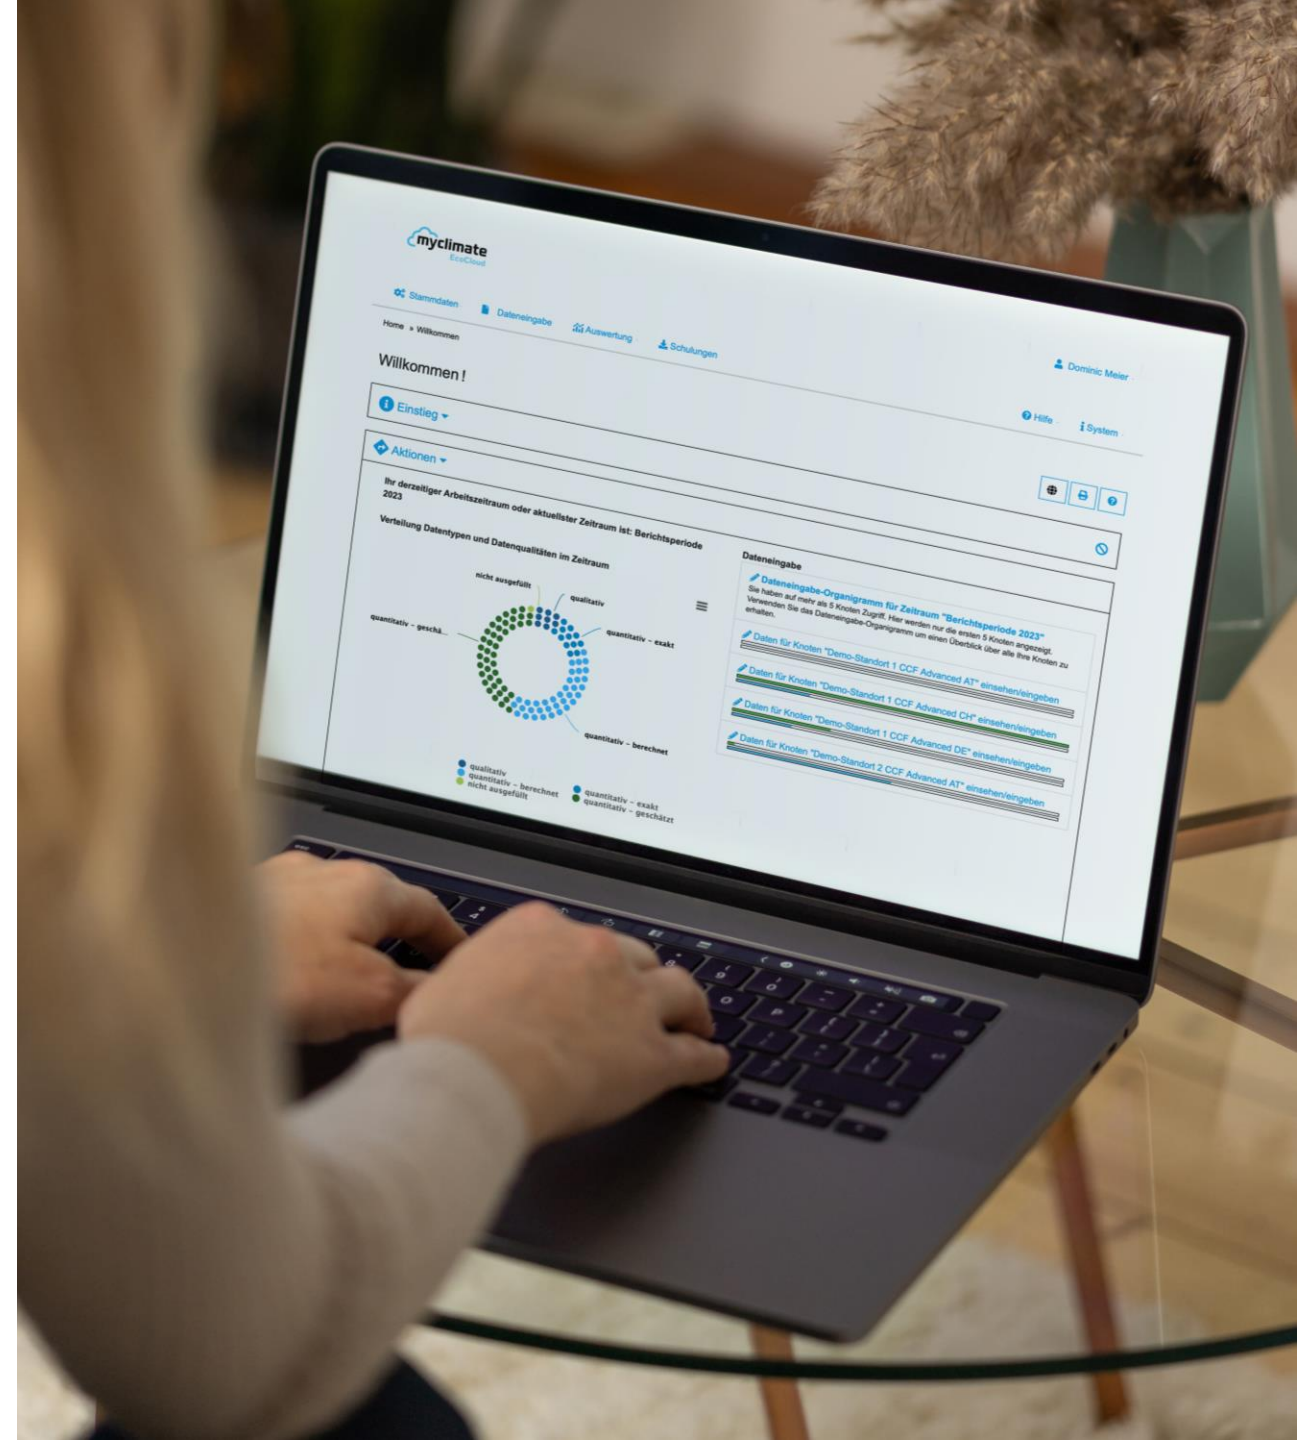 myclimate
EcoCloud
Stammdaten
Dateneingabe
Auswertung
Schulungen
Dominic Meier
Home » Willkommen
Hilfe
System
Willkommen !
Einstieg
Aktionen
Ihr derzeitiger Arbeitszeitraum oder aktuellster Zeitraum ist: Berichtsperiode
2023
Verteilung Datentypen und Datenqualitäten im Zeitraum
nicht ausgefüllt
qualitativ
quantitativ – exakt
quantitativ – geschä...
quantitativ – berechnet
qualitativ
quantitativ – berechnet
nicht ausgefüllt
quantitativ – exakt
quantitativ – geschätzt
Dateneingabe
Dateneingabe-Organigramm für Zeitraum "Berichtsperiode 2023"
Sie haben auf mehr als 5 Knoten Zugriff. Hier werden nur die ersten 5 Knoten angezeigt.
Verwenden Sie das Dateneingabe-Organigramm um einen Überblick über alle Ihre Knoten zu
erhalten.
Daten für Knoten "Demo-Standort 1 CCF Advanced AT" einsehen/eingeben
Daten für Knoten "Demo-Standort 1 CCF Advanced CH" einsehen/eingeben
Daten für Knoten "Demo-Standort 1 CCF Advanced DE" einsehen/eingeben
Daten für Knoten "Demo-Standort 2 CCF Advanced AT" einsehen/eingeben